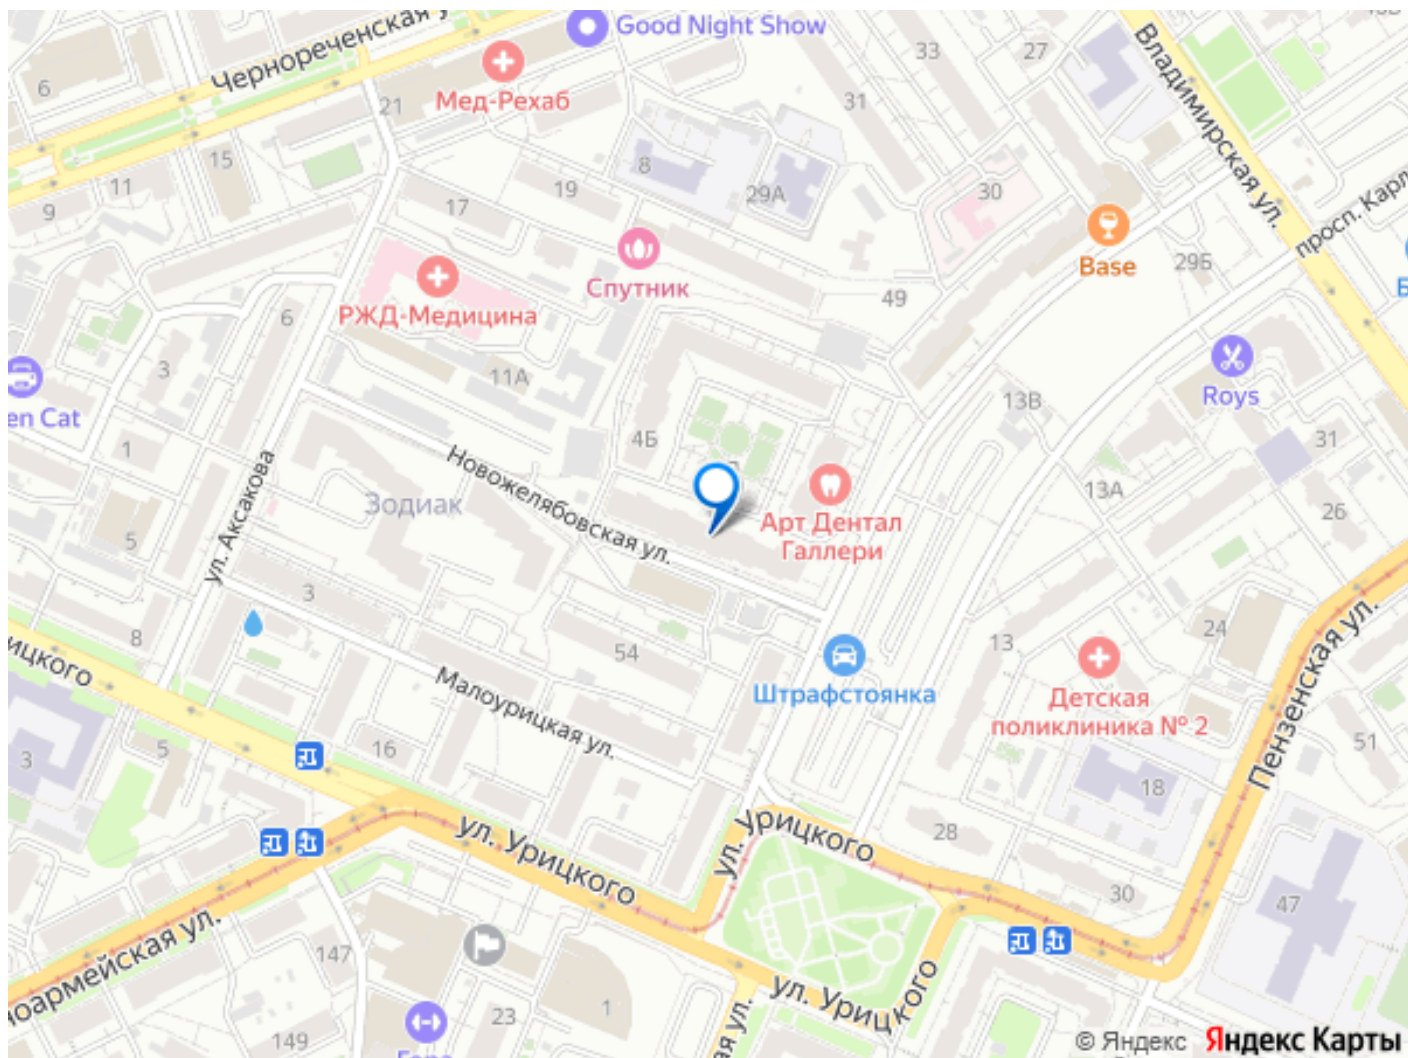 Good Night Show
Чернореченская у
Владимирская ул.
33
27
6
Мед-Рехаб
21
31
15
8
19
29А
30
11
9
17
просп. Карл
Base
29Б
Спутник
49
РЖД-Медицина
6
3
11А
Roys
13В
en Cat
1
4Б
31
Новожелябовская ул.
ул. Аксакова
Зодиак
13А
26
Арт Дентал
Галлери
5
3
8
54
13
24
Пензенская ул.
ицкого
Малоурицкая ул.
Штрафстоянка
Детская
поликлиника № 2
51
3
5
16
18
ул. Урицкого
ул. Урицкого
28
30
47
оармейская ул.
147
ул. Урицкого
23
1
149
ая ул.
© Яндекс Яндекс Карты